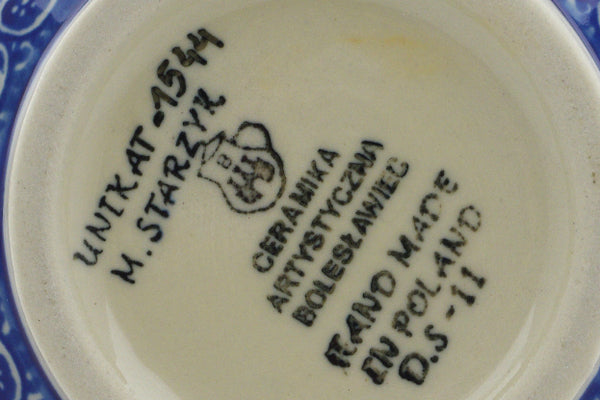 UNIKAT-1544
M. STARZYK
B
CERAMIKA
ARTYSTYCZNA
BOLESŁAWIEC
HAND MADE
IN POLAND
D.S-11